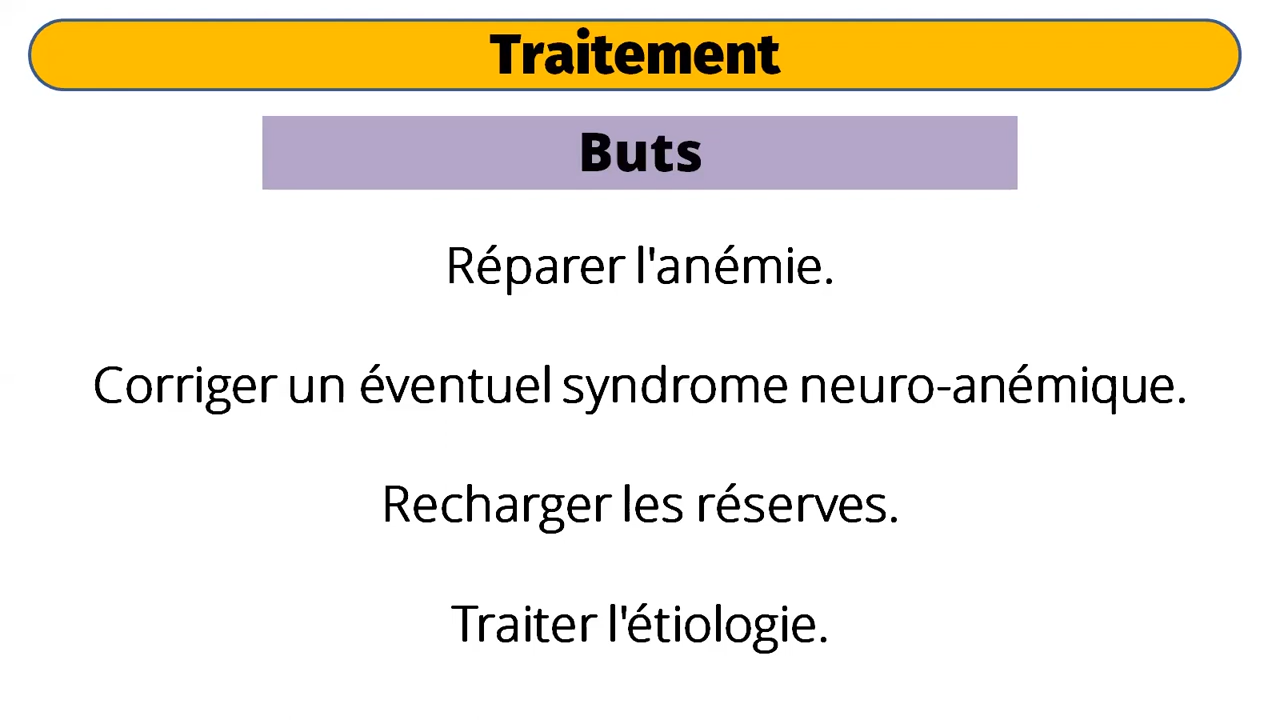 Traitement
Buts
Réparer l'anémie.
Corriger un éventuel syndrome neuro-anémique.
Recharger les réserves.
Traiter l'étiologie.